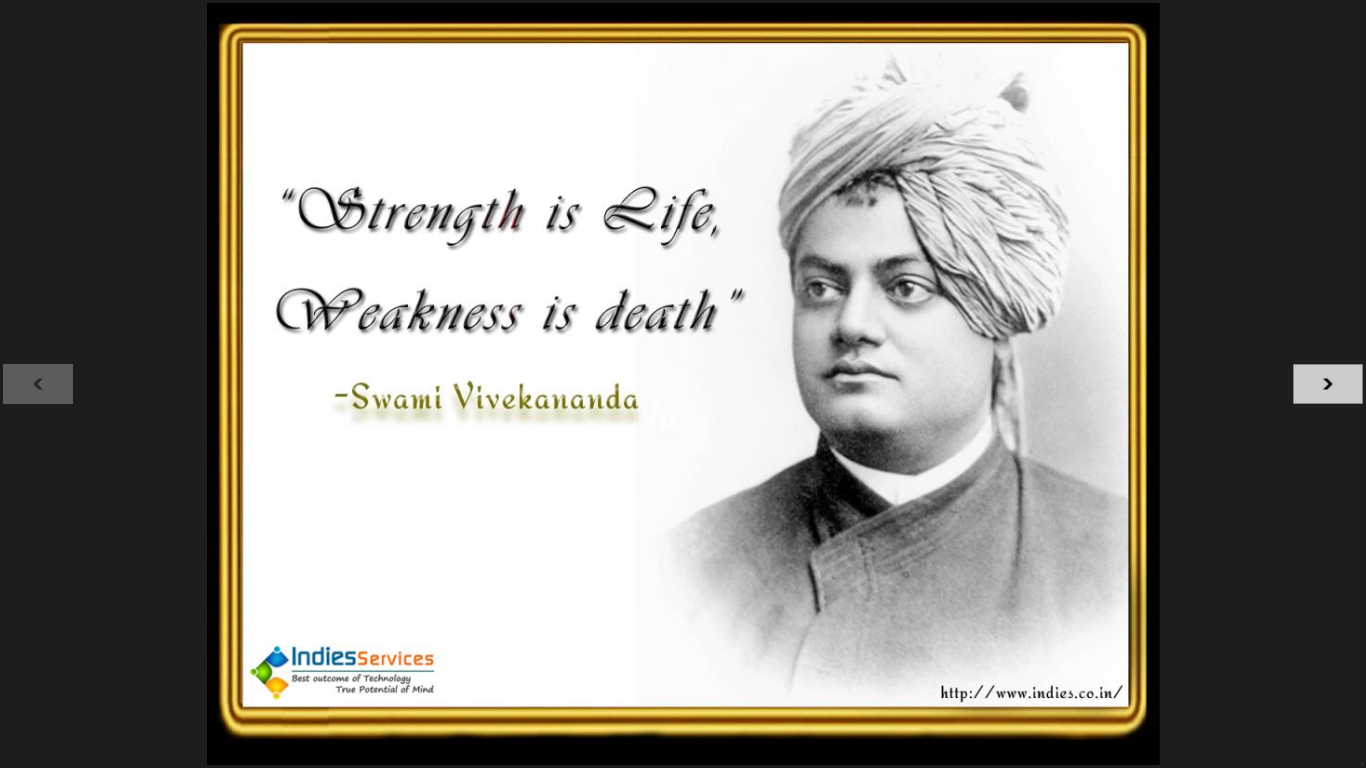 "Strength is Life,
Weakness is death"
-Swami Vivekananda
IndiesServices
Best outcome of Technology
True Potential of Mind
http://www.indies.co.in/